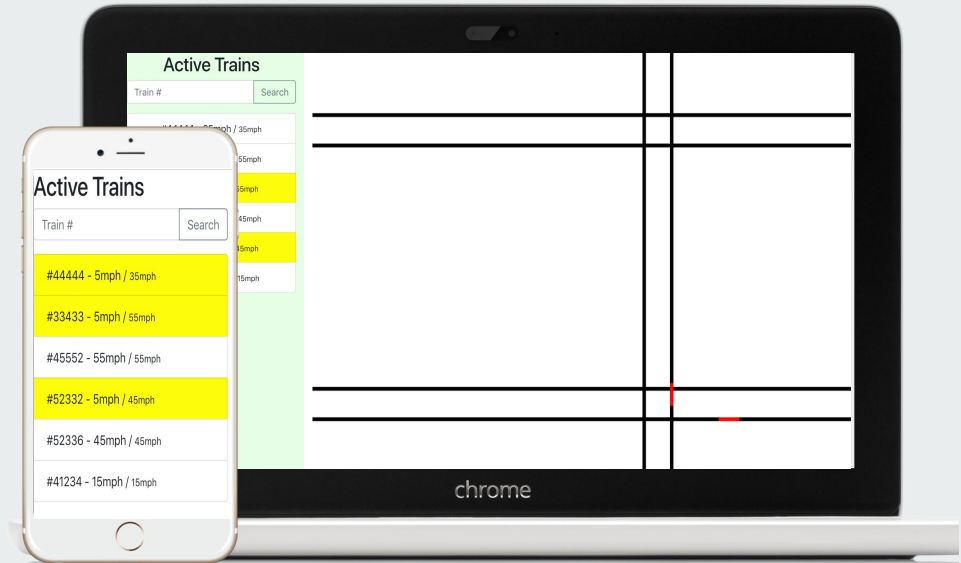 Active Trains
Train #
Search
35mph
55mph
55mph
45mph
45mph
15mph
Active Trains
Train #
Search
#44444 - 5mph / 35mph
#33433 - 5mph / 55mph
#45552 - 55mph / 55mph
#52332 - 5mph / 45mph
#52336 - 45mph / 45mph
#41234 - 15mph / 15mph
chrome